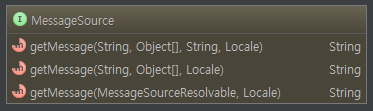 I MessageSource
m getMessage(String, Object[], String, Locale) String
m getMessage(String, Object[], Locale) String
m getMessage(MessageSourceResolvable, Locale) String